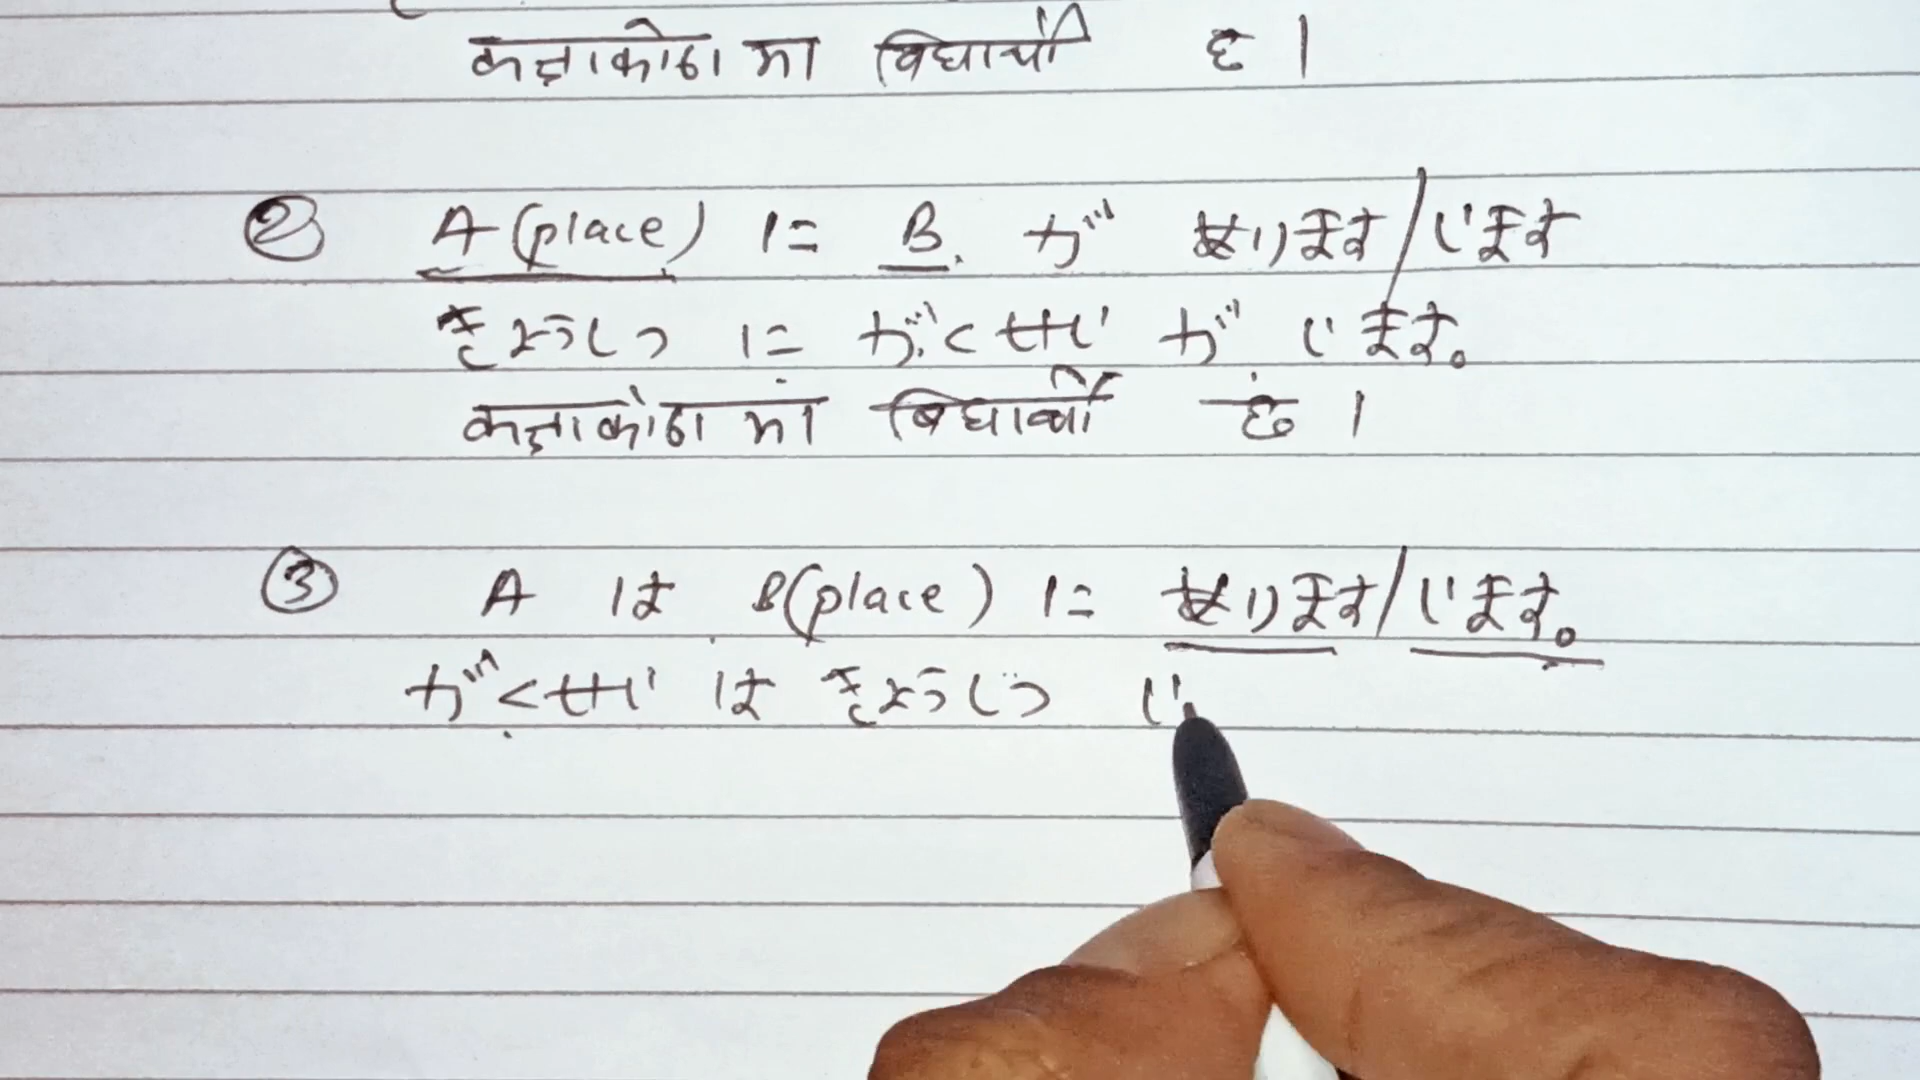 कक्षाकोठा मा विद्यार्थी छ ।
② A (place) に B が あります/います
きょうしつ に がくせい が います。
कक्षाकोठा मा बिद्यार्थी छ ।
③ A は B(place) に あります/います。
がくせい は きょうしつ い